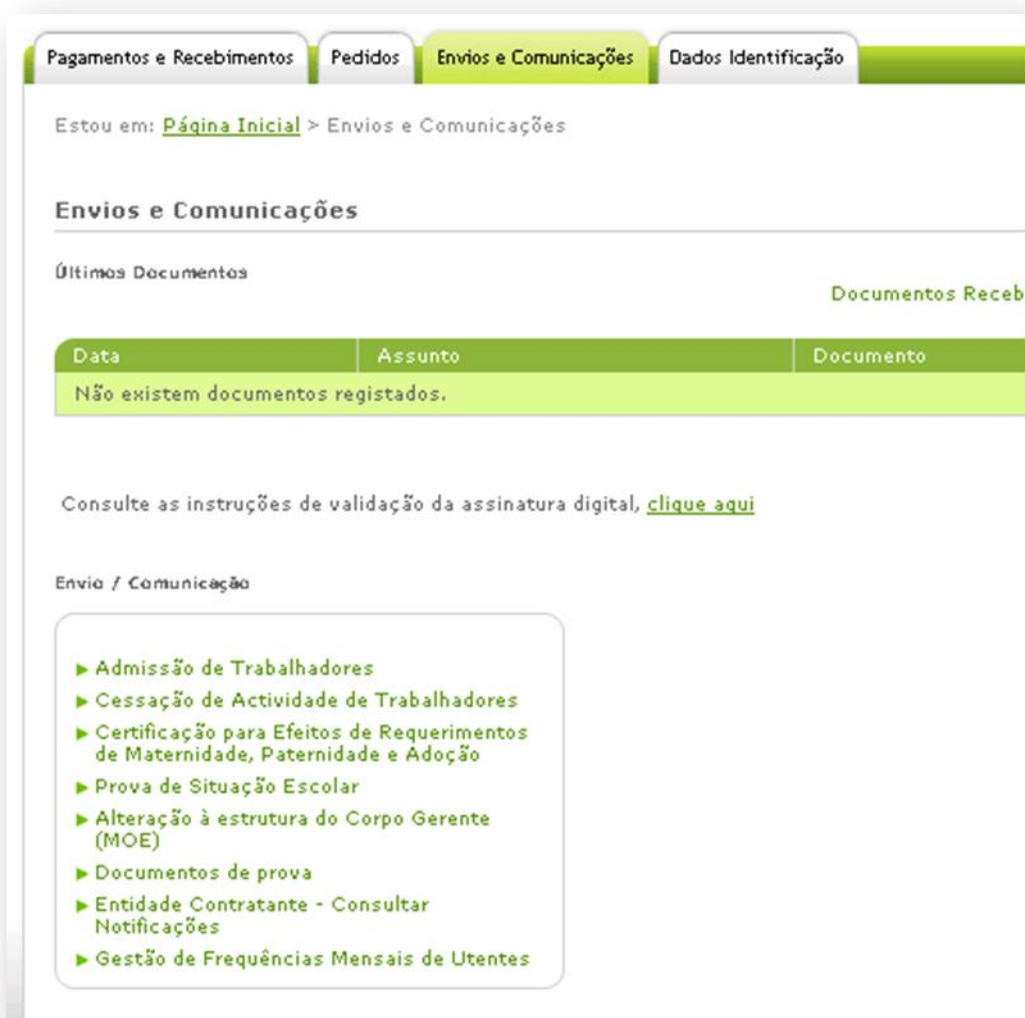 Pagamentos e Recebimentos
Pedidos
Envios e Comunicações
Dados Identificação
Estou em: Página Inicial > Envios e Comunicações
Envios e Comunicações
Últimos Documentos
Documentos Receb
Data
Assunto
Documento
Não existem documentos registados.
Consulte as instruções de validação da assinatura digital, clique aqui
Envio / Comunicação
Admissão de Trabalhadores
Cessação de Actividade de Trabalhadores
Certificação para Efeitos de Requerimentos
de Maternidade, Paternidade e Adoção
Prova de Situação Escolar
Alteração à estrutura do Corpo Gerente
(MOE)
Documentos de prova
Entidade Contratante - Consultar
Notificações
Gestão de Frequências Mensais de Utentes